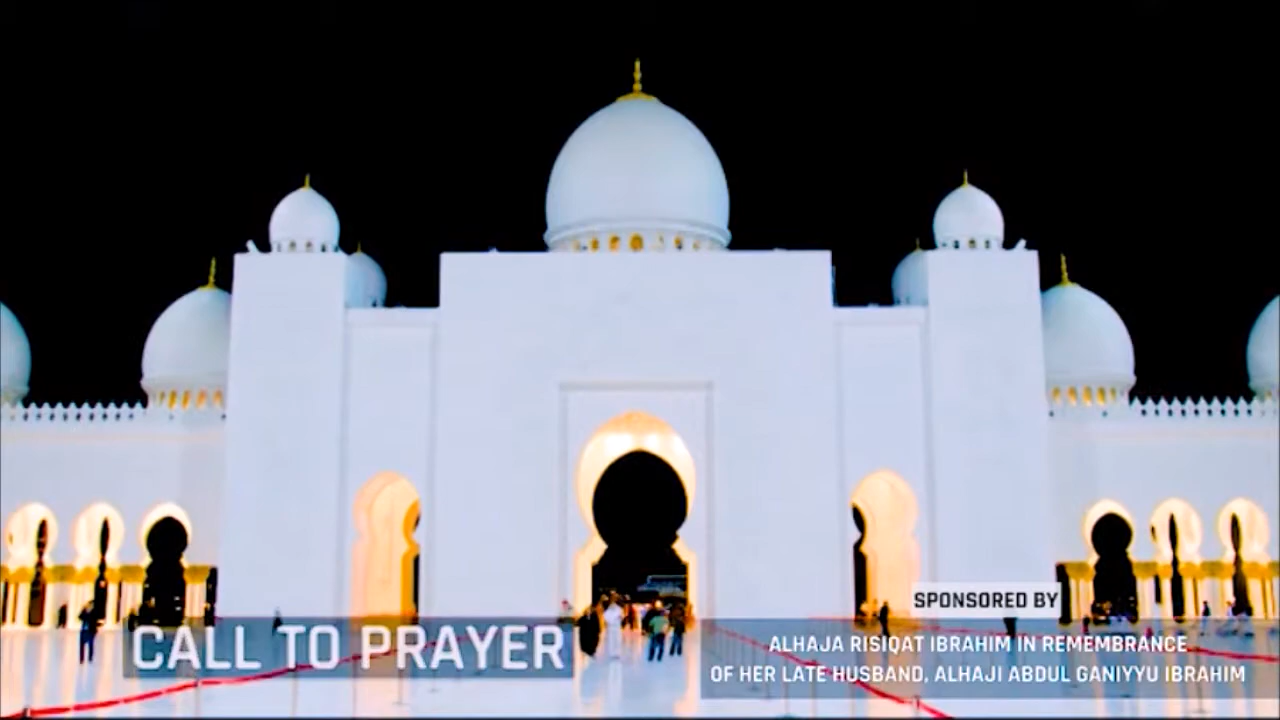 CALL TO PRAYER
SPONSORED BY
ALHAJA RISIQAT IBRAHIM IN REMEMBRANCE
OF HER LATE HUSBAND, ALHAJI ABDUL GANIYYU IBRAHIM